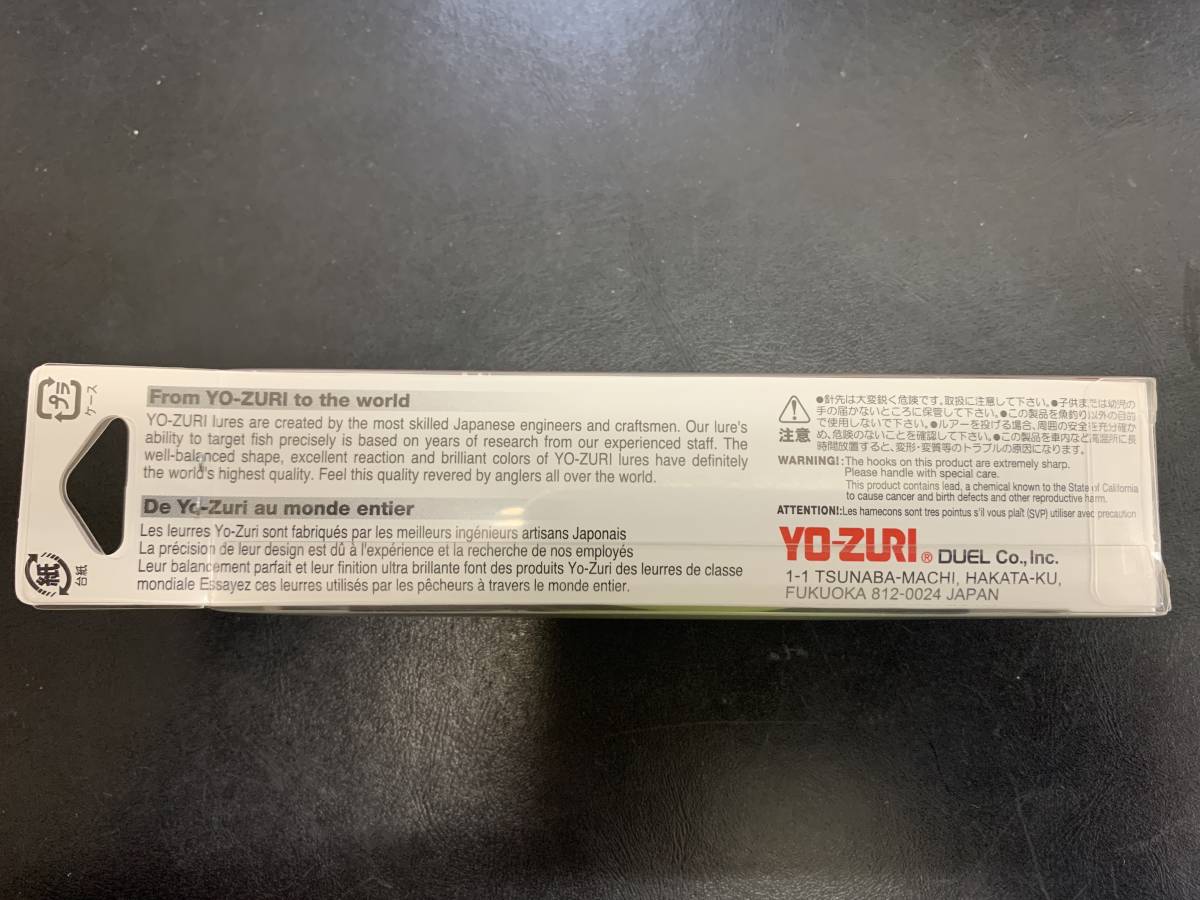 プラ
ケース
From YO-ZURI to the world
YO-ZURI lures are created by the most skilled Japanese engineers and craftsmen. Our lure's
ability to target fish precisely is based on years of research from our experienced staff. The
well-balanced shape, excellent reaction and brilliant colors of YO-ZURI lures have definitely
the world's highest quality. Feel this quality revered by anglers all over the world.
De Yo-Zuri au monde entier
Les leurres Yo-Zuri sont fabriqués par les meilleurs ingénieurs artisans Japonais
La précision de leur design est dû à l'expérience et la recherche de nos employés
Leur balancement parfait et leur finition ultra brillante font des produits Yo-Zuri des leurres de classe
mondiale Essayez ces leurres utilisés par les pêcheurs à travers le monde entier.
紙
台紙
注意
●針先は大変鋭く危険です。取扱に注意して下さい。●子供または幼児の
手の届かないところに保管して下さい。●この製品を魚釣り以外の目的
で使用しないで下さい。●ルアーを投げる場合、周囲の安全を充分確か
め、危険のないことを確認して下さい。●この製品を車内など高温所に長
時間放置すると、変形・変質等のトラブルの原因になります。
WARNING!:The hooks on this product are extremely sharp.
Please handle with special care.
This product contains lead, a chemical known to the State of California
to cause cancer and birth defects and other reproductive harm.
ATTENTION!:Les hamecons sont tres pointus s'il vous plaît (SVP) utiliser avec precaution
YO-ZURI® DUEL Co., Inc.
1-1 TSUNABA-MACHI, HAKATA-KU,
FUKUOKA 812-0024 JAPAN